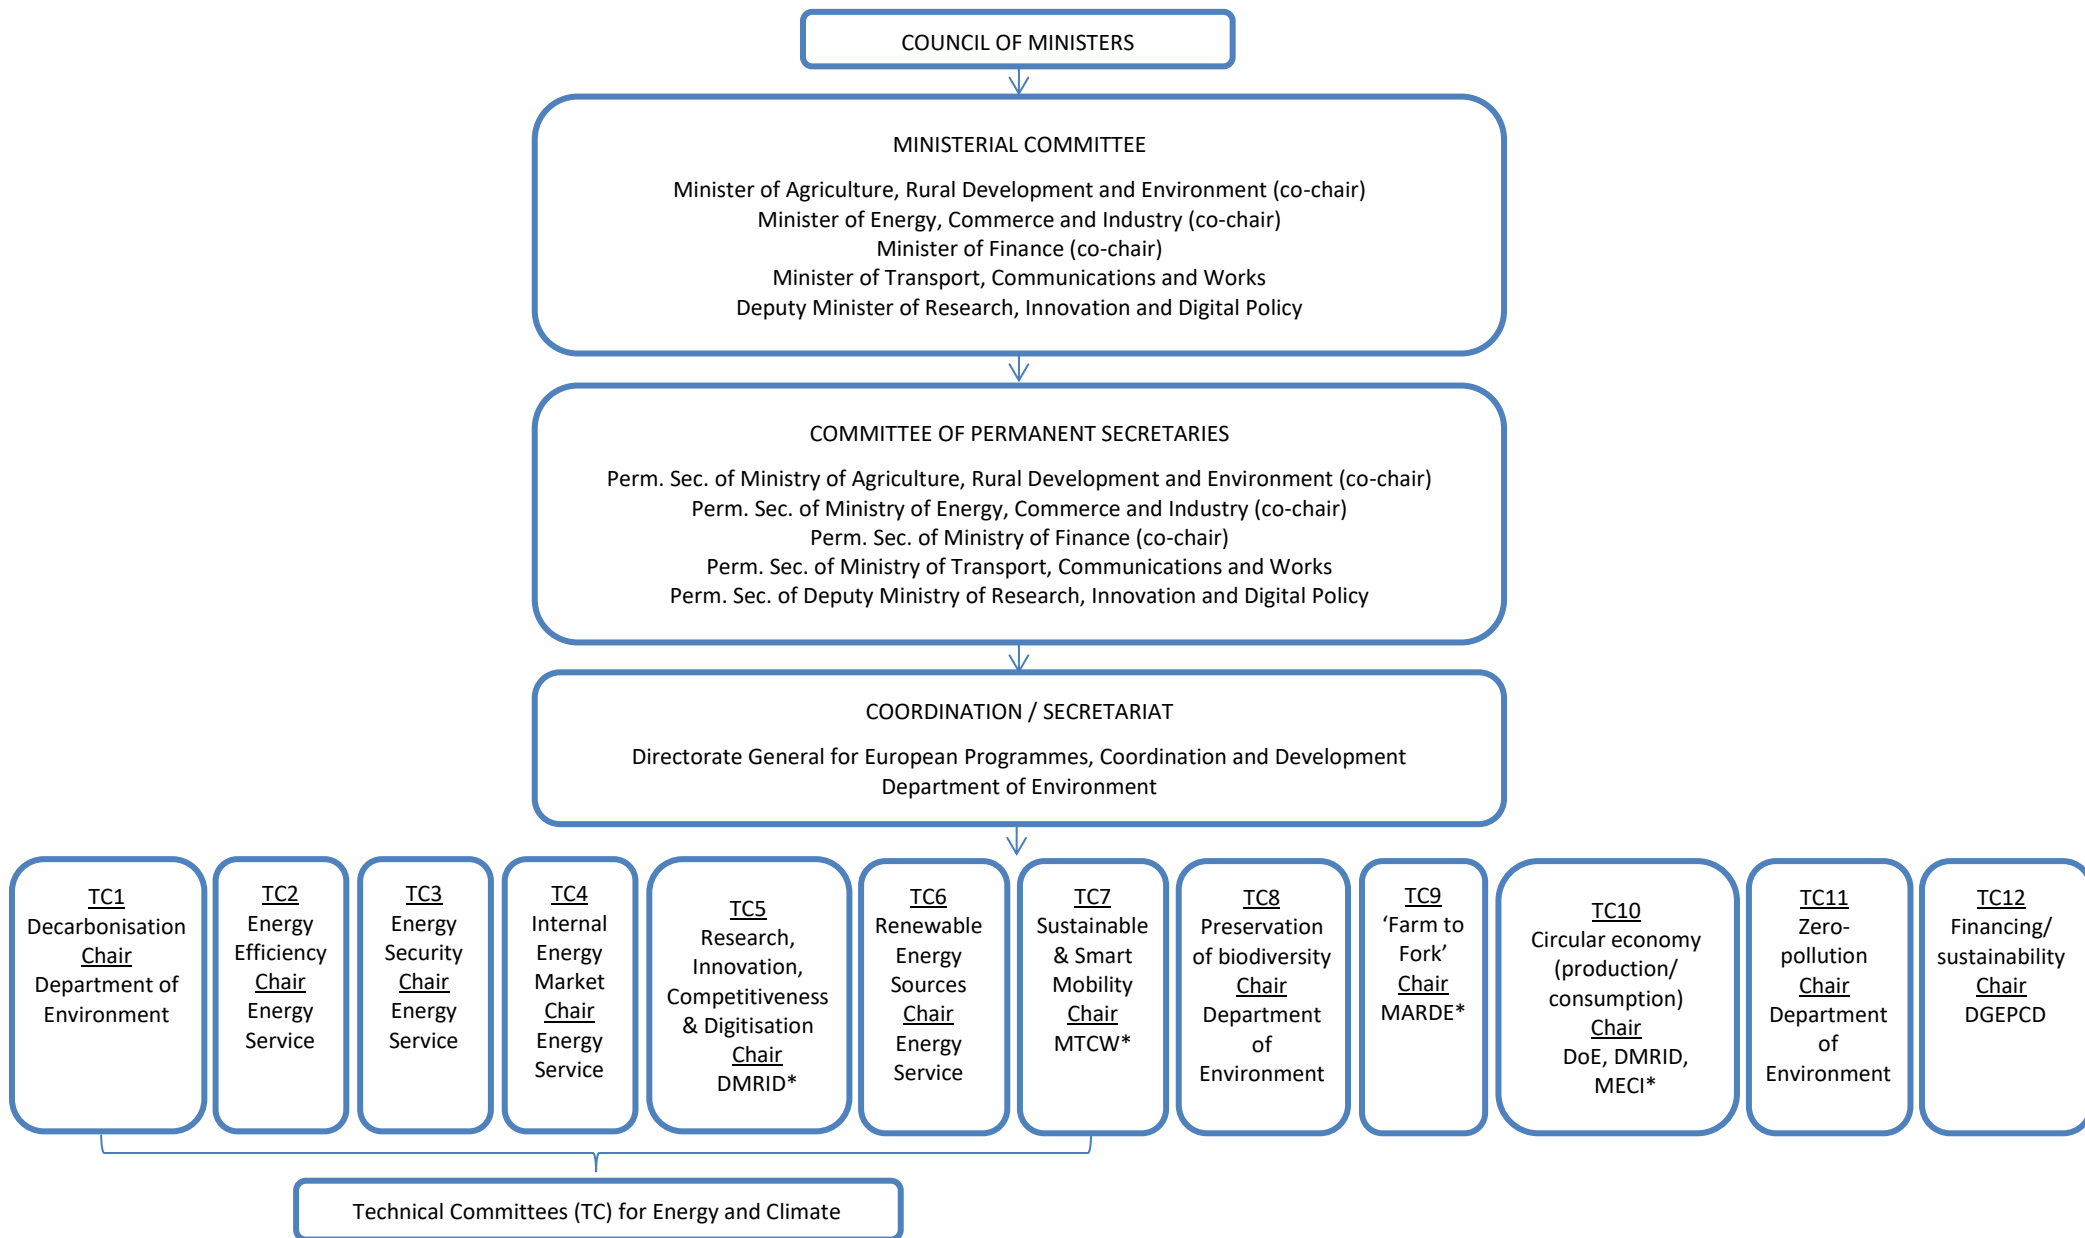 COUNCIL OF MINISTERS
MINISTERIAL COMMITTEE
Minister of Agriculture, Rural Development and Environment (co-chair)
Minister of Energy, Commerce and Industry (co-chair)
Minister of Finance (co-chair)
Minister of Transport, Communications and Works
Deputy Minister of Research, Innovation and Digital Policy
COMMITTEE OF PERMANENT SECRETARIES
Perm. Sec. of Ministry of Agriculture, Rural Development and Environment (co-chair)
Perm. Sec. of Ministry of Energy, Commerce and Industry (co-chair)
Perm. Sec. of Ministry of Finance (co-chair)
Perm. Sec. of Ministry of Transport, Communications and Works
Perm. Sec. of Deputy Ministry of Research, Innovation and Digital Policy
COORDINATION / SECRETARIAT
Directorate General for European Programmes, Coordination and Development
Department of Environment
TC1
Decarbonisation
Chair
Department of
Environment
TC2
Energy
Efficiency
Chair
Energy
Service
TC3
Energy
Security
Chair
Energy
Service
TC4
Internal
Energy
Market
Chair
Energy
Service
TC5
Research,
Innovation,
Competitiveness
& Digitisation
Chair
DMRID*
TC6
Renewable
Energy
Sources
Chair
Energy
Service
TC7
Sustainable
& Smart
Mobility
Chair
MTCW*
TC8
Preservation
of biodiversity
Chair
Department
of
Environment
TC9
‘Farm to
Fork’
Chair
MARDE*
TC10
Circular economy
(production/
consumption)
Chair
DoE, DMRID,
MECI*
TC11
Zero-
pollution
Chair
Department
of
Environment
TC12
Financing/
sustainability
Chair
DGEPCD
Technical Committees (TC) for Energy and Climate